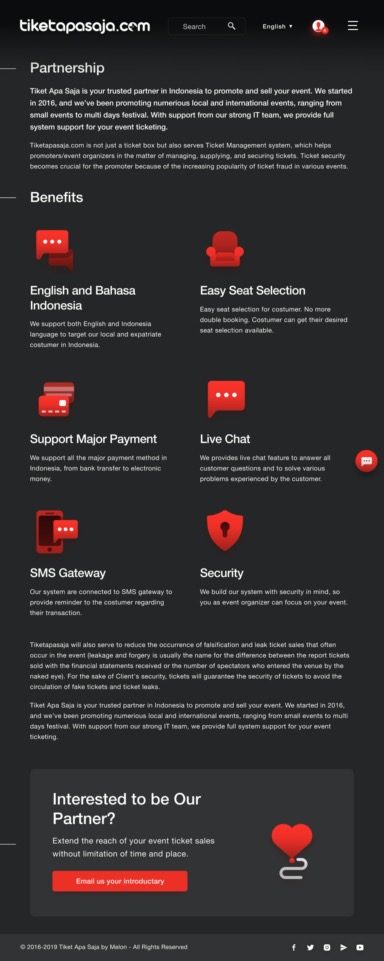 tiketapasaja.com
Search
English ▾
Partnership
Tiket Apa Saja is your trusted partner in Indonesia to promote and sell your event. We started
in 2016, and we've been promoting numerious local and international events, ranging from
small events to multi days festival. With support from our strong IT team, we provide full
system support for your event ticketing.
Tiketapasaja.com is not just a ticket box but also serves Ticket Management system, which helps
promoters/event organizers in the matter of managing, supplying, and securing tickets. Ticket security
becomes crucial for the promoter because of the increasing popularity of ticket fraud in various events.
Benefits
English and Bahasa
Indonesia
We support both English and Indonesia
language to target our local and expatriate
costumer in Indonesia.
Easy Seat Selection
Easy seat selection for costumer. No more
double booking. Costumer can get their desired
seat selection available.
Support Major Payment
We support all the major payment method in
Indonesia, from bank transfer to electronic
money.
Live Chat
We provides live chat feature to answer all
customer questions and to solve various
problems experienced by the customer.
SMS Gateway
Our system are connected to SMS gateway to
provide reminder to the costumer regarding
their transaction.
Security
We build our system with security in mind, so
you as event organizer can focus on your event.
Tiketapasaja will also serve to reduce the occurrence of falsification and leak ticket sales that often
occur in the event (leakage and forgery is usually the name for the difference between the report tickets
sold with the financial statements received or the number of spectators who entered the venue by the
naked eye). For the sake of Client's security, tickets will guarantee the security of tickets to avoid the
circulation of fake tickets and ticket leaks.
Tiket Apa Saja is your trusted partner in Indonesia to promote and sell your event. We started in 2016,
and we've been promoting numerious local and international events, ranging from small events to multi
days festival. With support from our strong IT team, we provide full system support for your event
ticketing.
Interested to be Our
Partner?
Extend the reach of your event ticket sales
without limitation of time and place.
Email us your introductary
© 2016-2019 Tiket Apa Saja by Melon - All Rights Reserved